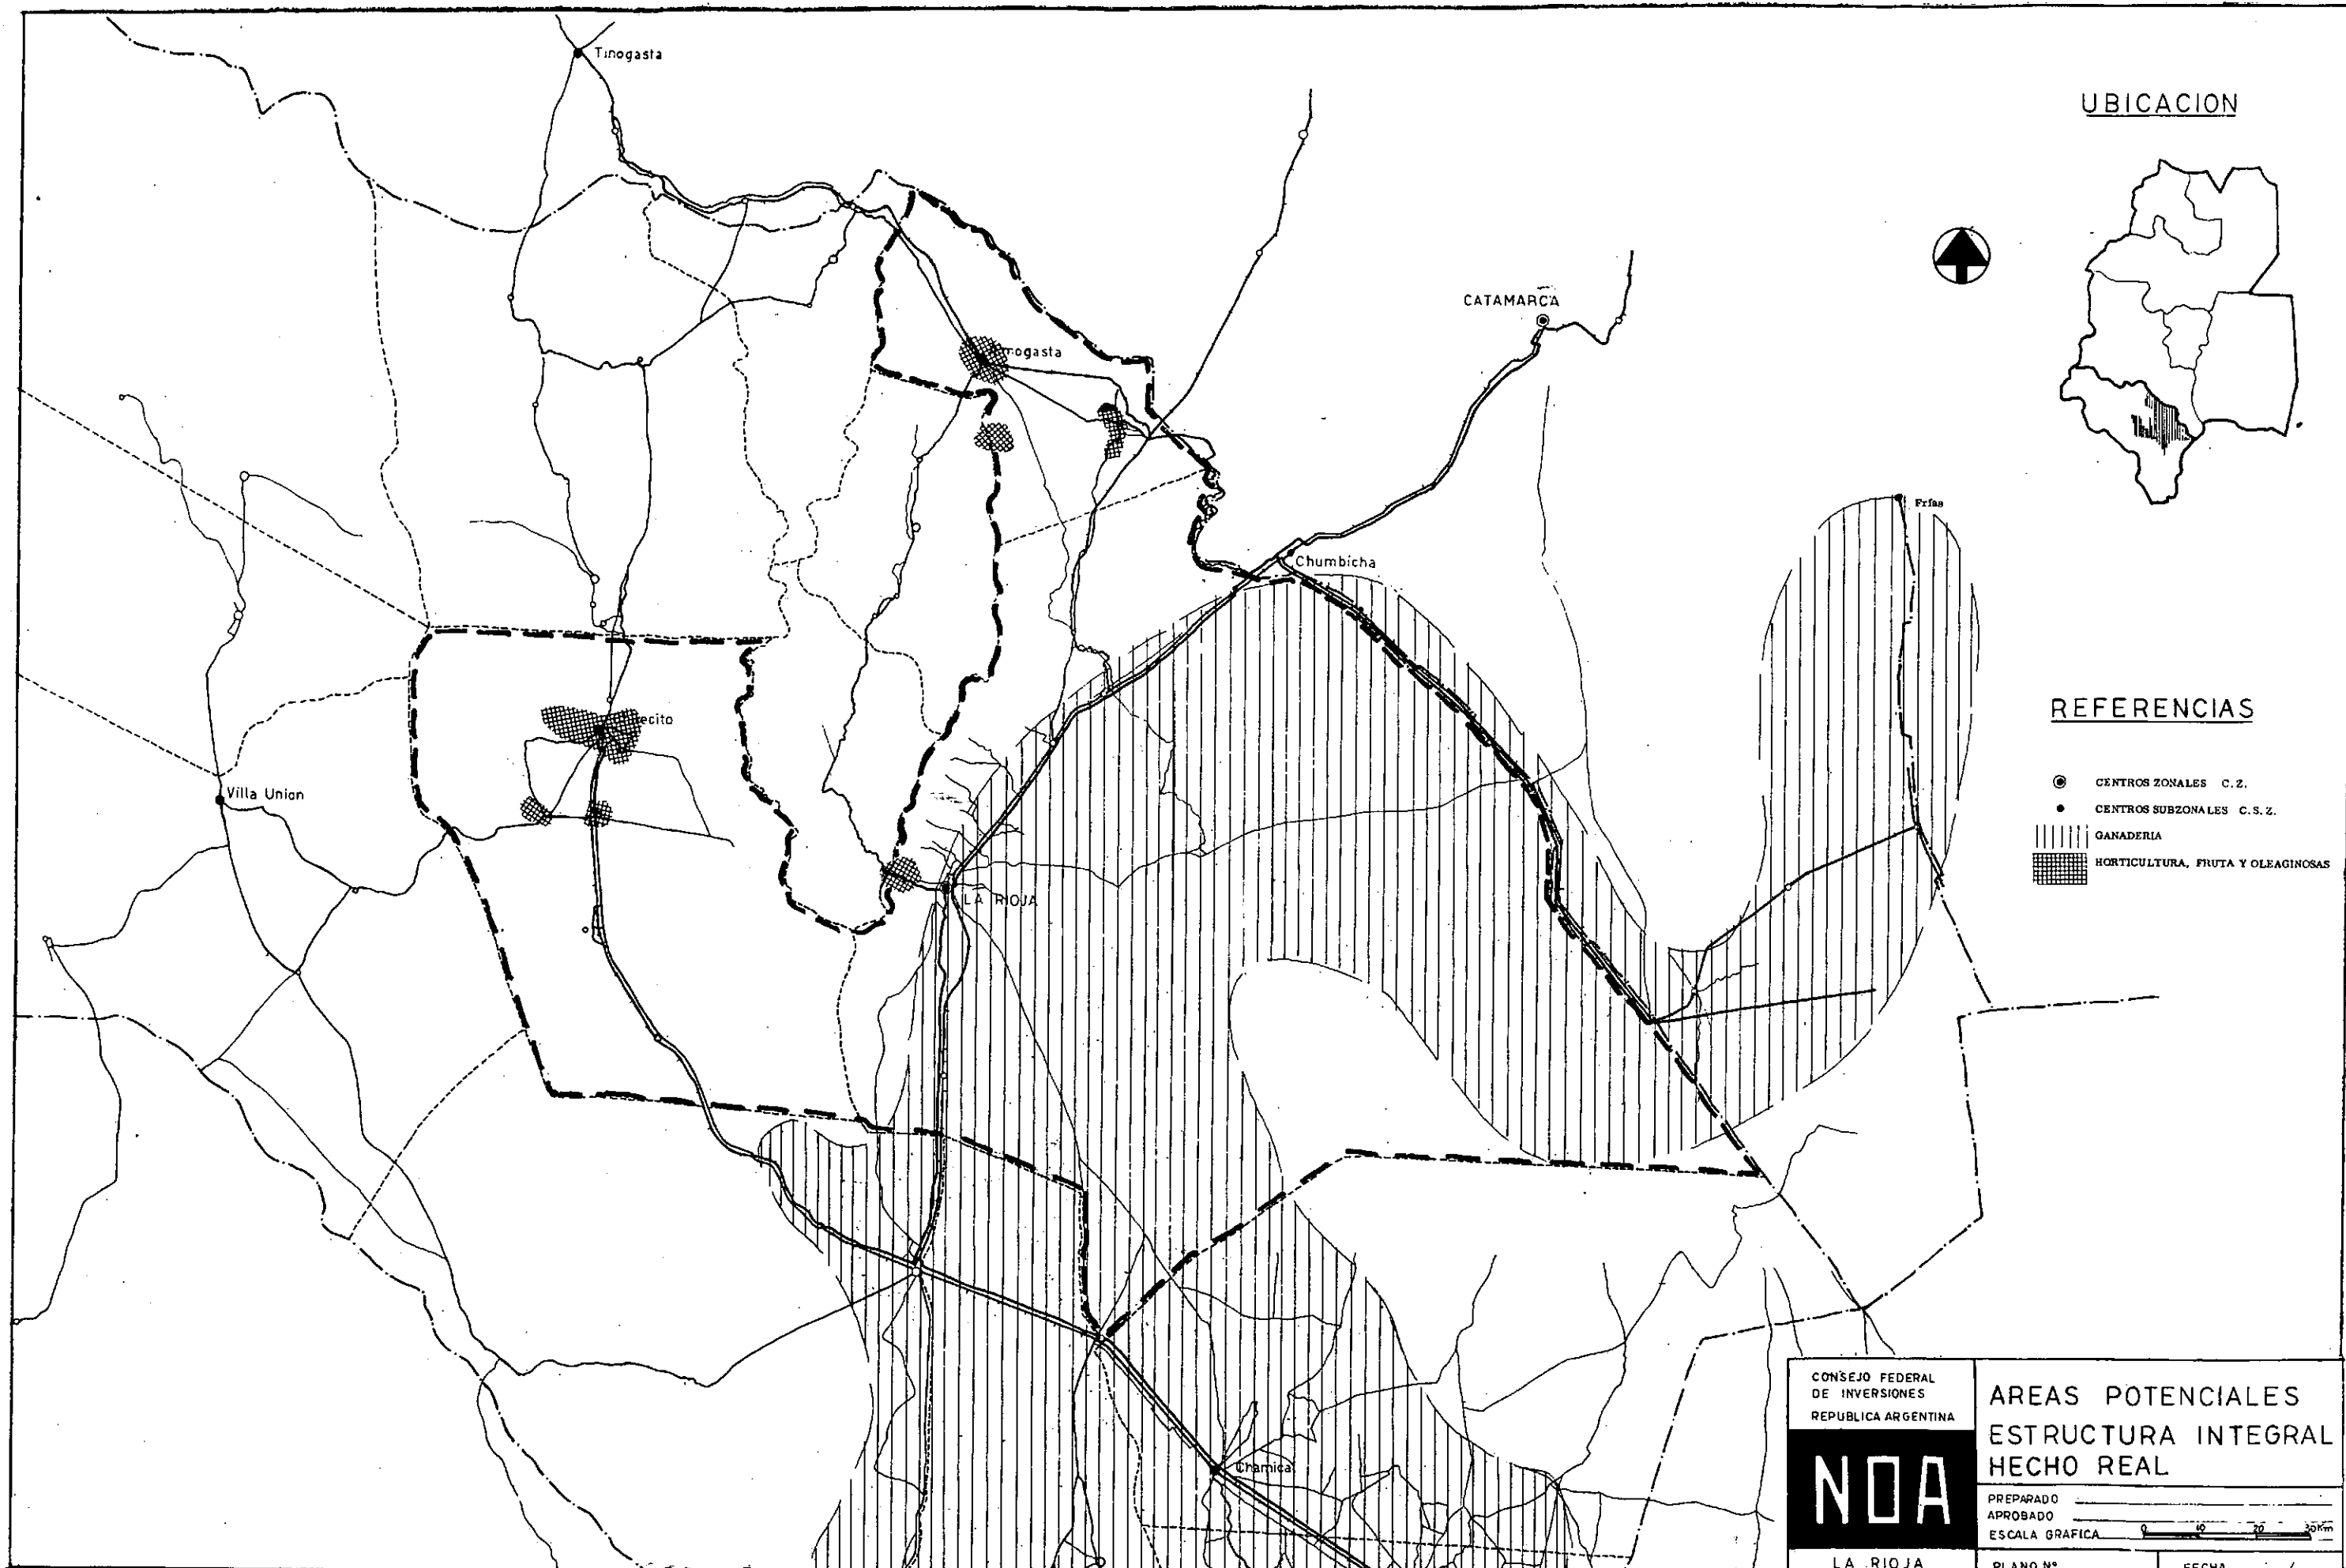 Tinogasta
UBICACION
CATAMARCA
mogasta
Frías
Chumbicha
REFERENCIAS
ecito
Villa Union
CENTROS ZONALES C.Z.
CENTROS SUBZONALES C.S.Z.
GANADERIA
HORTICULTURA, FRUTA Y OLEAGINOSAS
LA RIOJA
Chamical
CONSEJO FEDERAL
DE INVERSIONES
REPUBLICA ARGENTINA
NOA
LA RIOJA
AREAS POTENCIALES
ESTRUCTURA INTEGRAL
HECHO REAL
PREPARADO
APROBADO
ESCALA GRAFICA 0 10 20 30Km
PLANO Nº
FECHA /